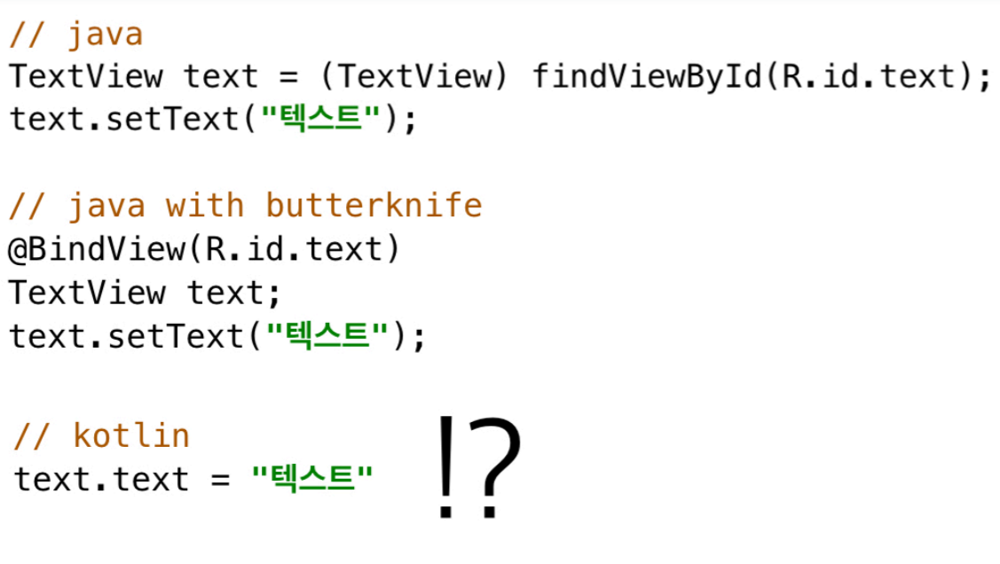 // java
TextView text = (TextView) findViewById(R.id.text);
text.setText("텍스트");
// java with butterknife
@BindView(R.id.text)
TextView text;
text.setText("텍스트");
// kotlin
text.text = "텍스트" !?